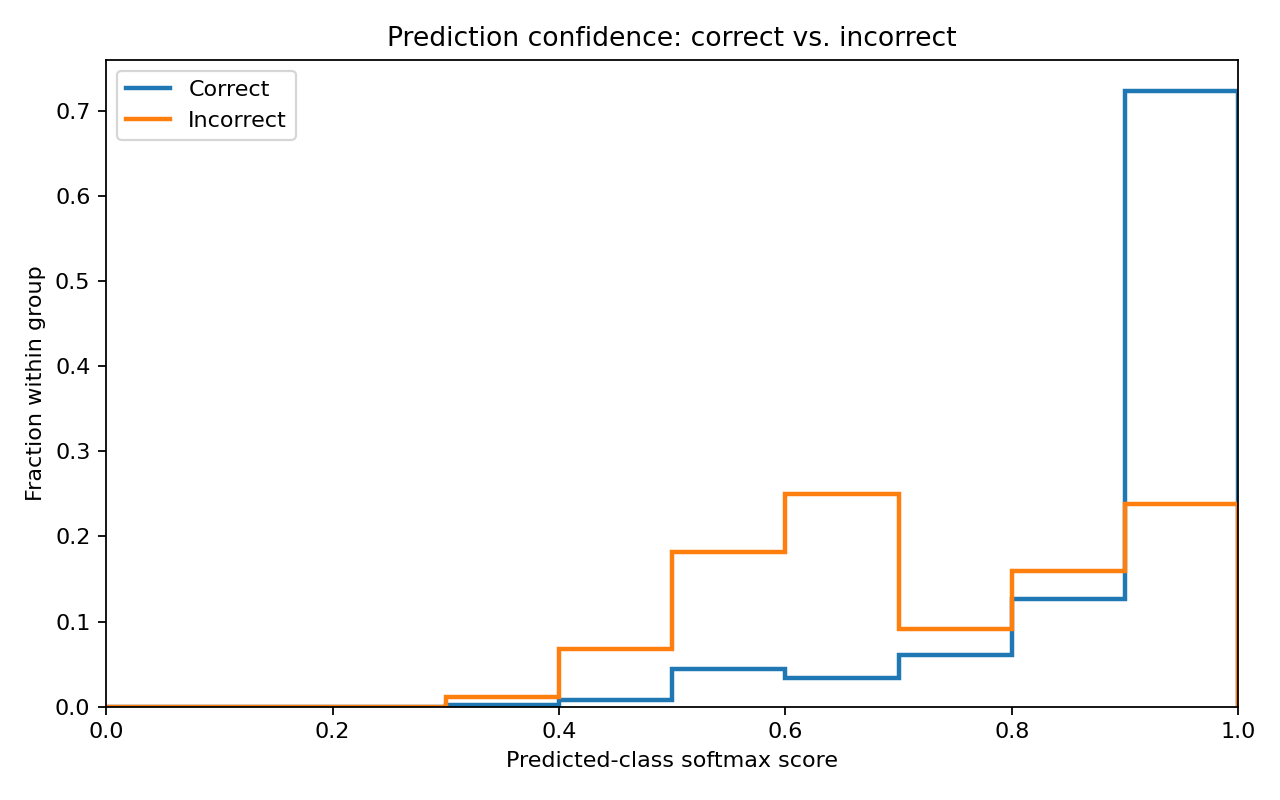 Prediction confidence: correct vs. incorrect
Correct
Incorrect
Fraction within group
0.7
0.6
0.5
0.4
0.3
0.2
0.1
0.0
0.0 0.2 0.4 0.6 0.8 1.0
Predicted-class softmax score